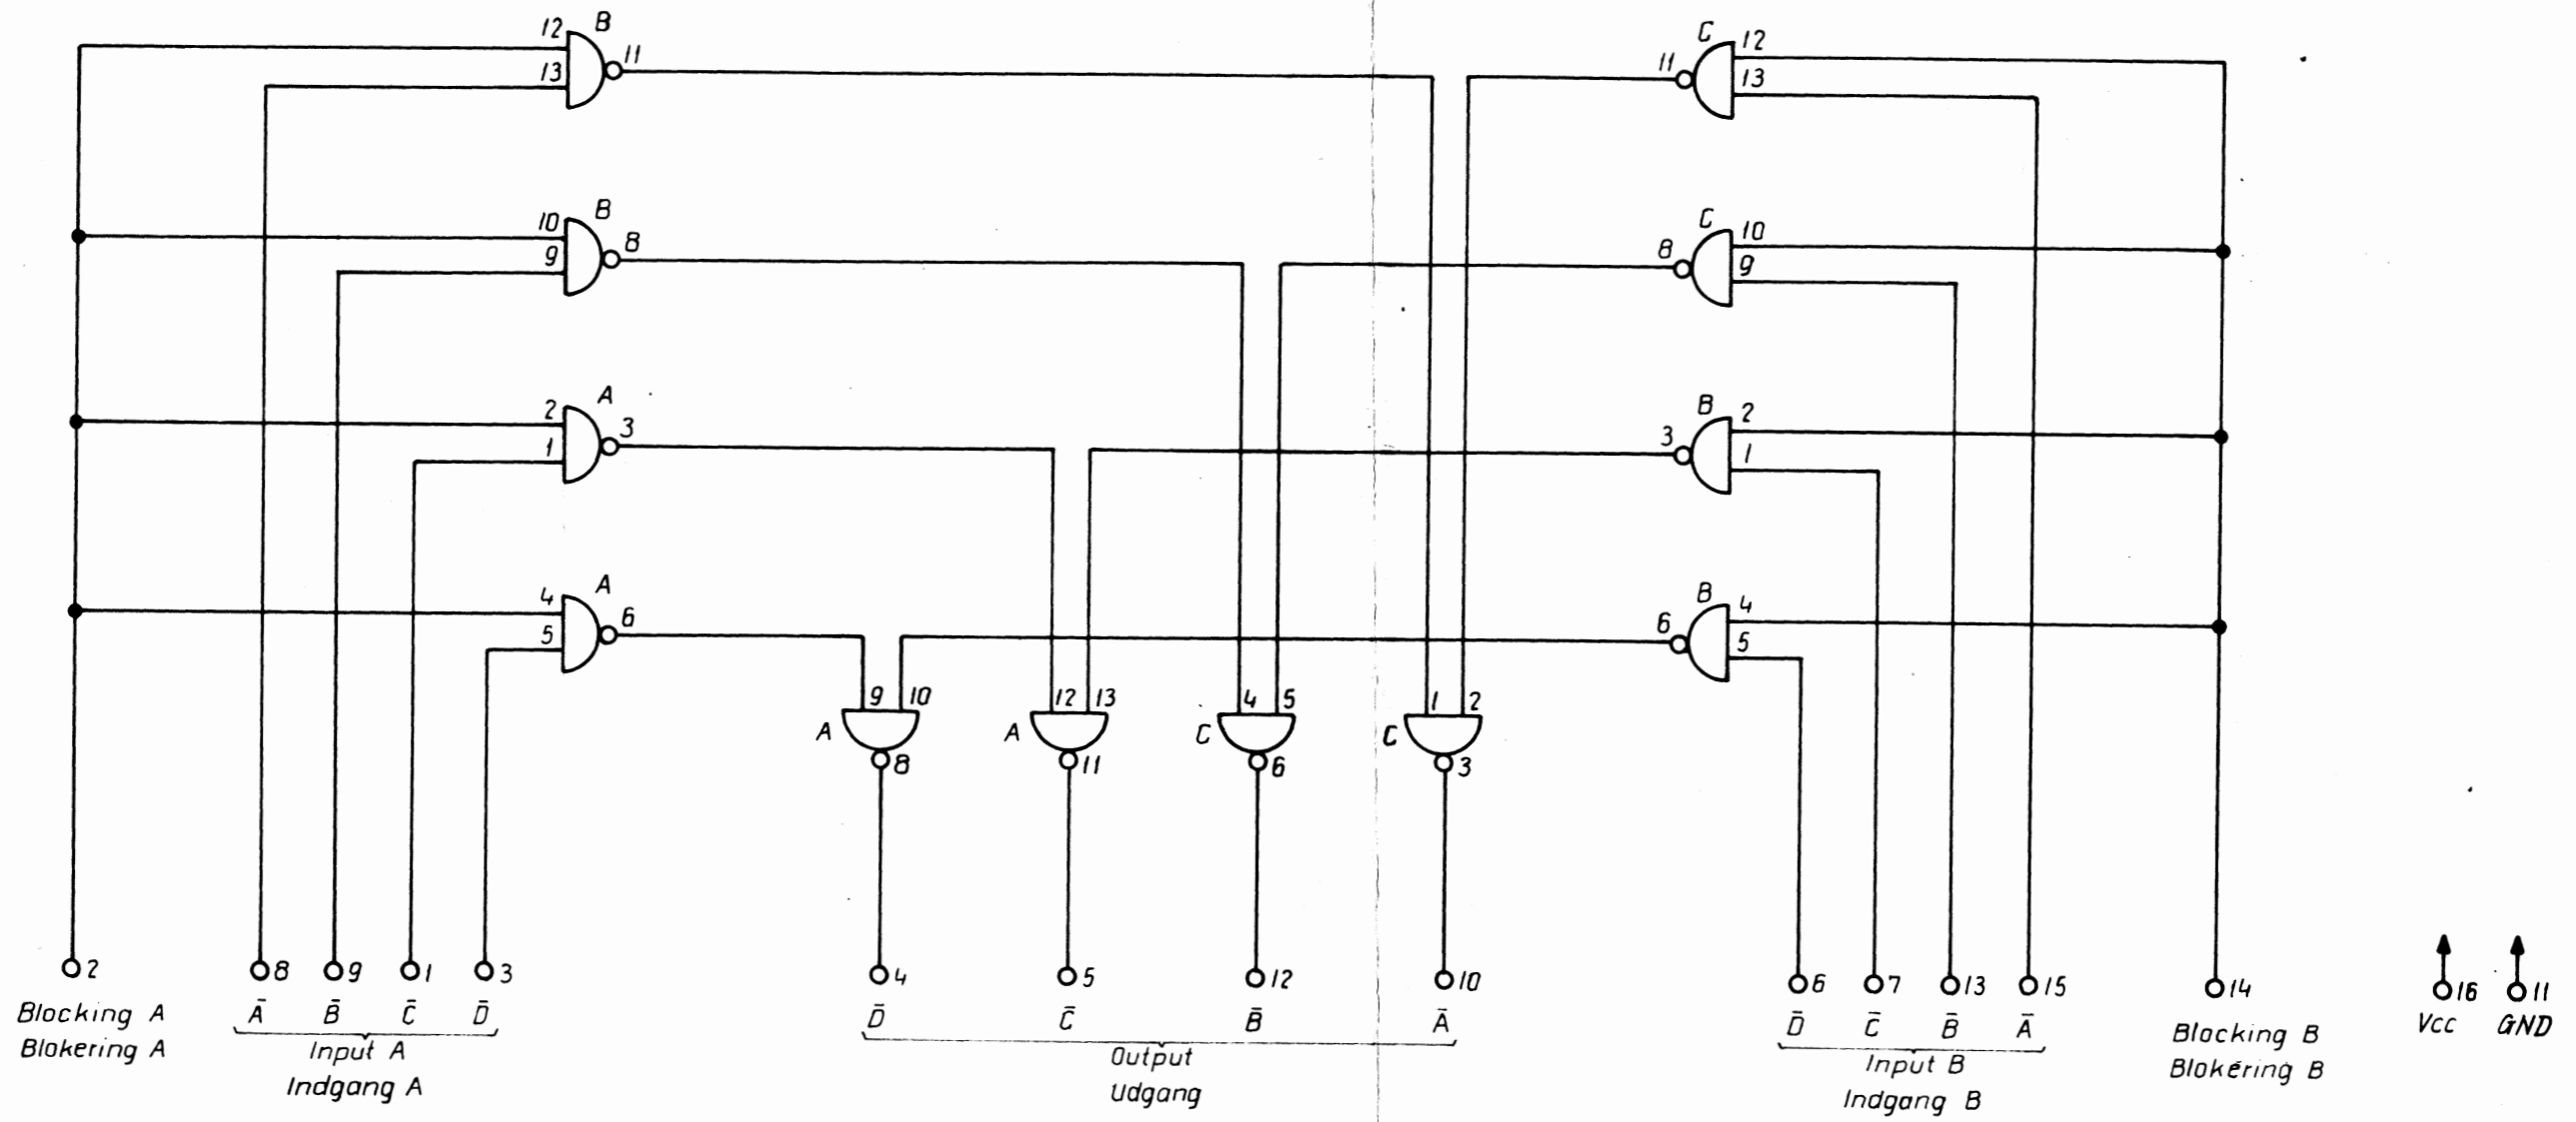 B
12
11
13
C
12
11
13
B
10
8
9
C
10
8
9
A
2
3
1
B
2
3
1
A
4
6
5
B
4
6
5
9 10
A
8
12 13
A
11
4 5
C
6
1 2
C
3
2
8 9 1 3
4 5 12 10
6 7 13 15
14
16 11
Blocking A
Blokering A
Ā B̄ C̄ D̄
Input A
Indgang A
D̄ C̄ B̄ Ā
Output
Udgang
D̄ C̄ B̄ Ā
Input B
Indgang B
Blocking B
Blokering B
Vcc GND